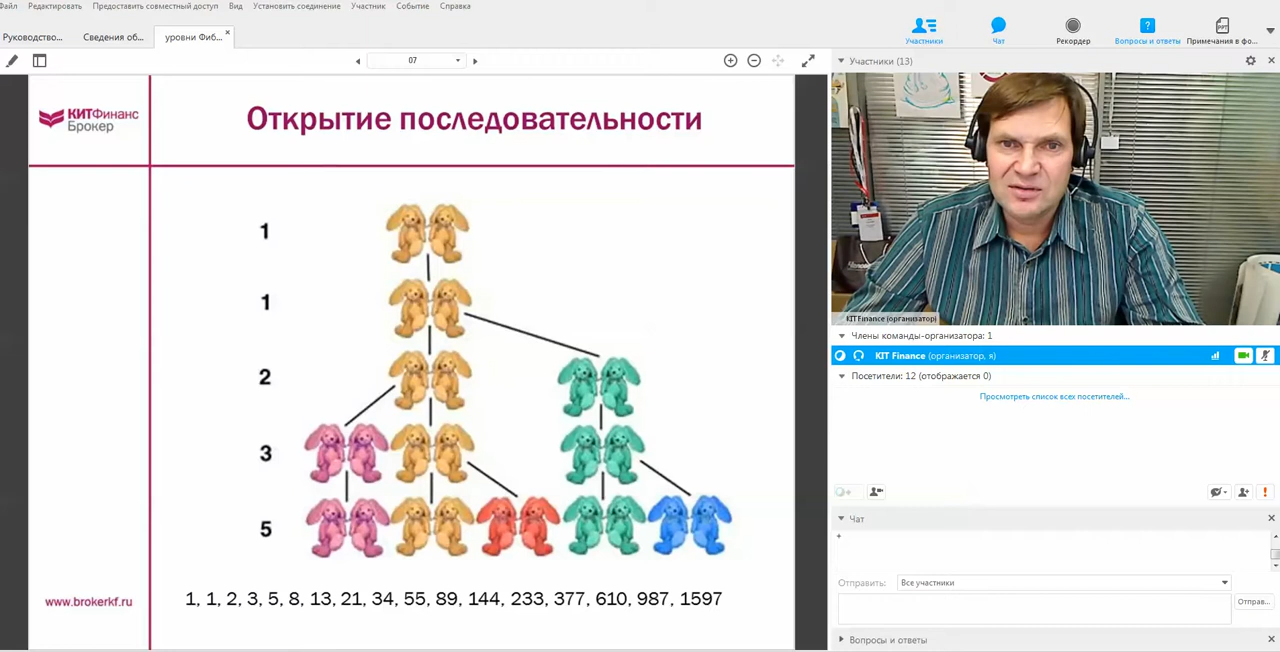 Файл Редактировать Предоставить совместный доступ Вид Установить соединение Участник Событие Справка
Руководство... Сведения об... уровни Фиб...
Участники Чат Рекордер Вопросы и ответы Примечания в фо...
07
Участники (13)
КИТФинанс
Брокер
Открытие последовательности
1
1
2
3
5
1, 1, 2, 3, 5, 8, 13, 21, 34, 55, 89, 144, 233, 377, 610, 987, 1597
www.brokerkf.ru
KIT Finance (организатор)
Члены команды-организатора: 1
KIT Finance (организатор, я)
Посетители: 12 (отображается 0)
Просмотреть список всех посетителей...
Чат
+
Отправить: Все участники
Отправ...
Вопросы и ответы